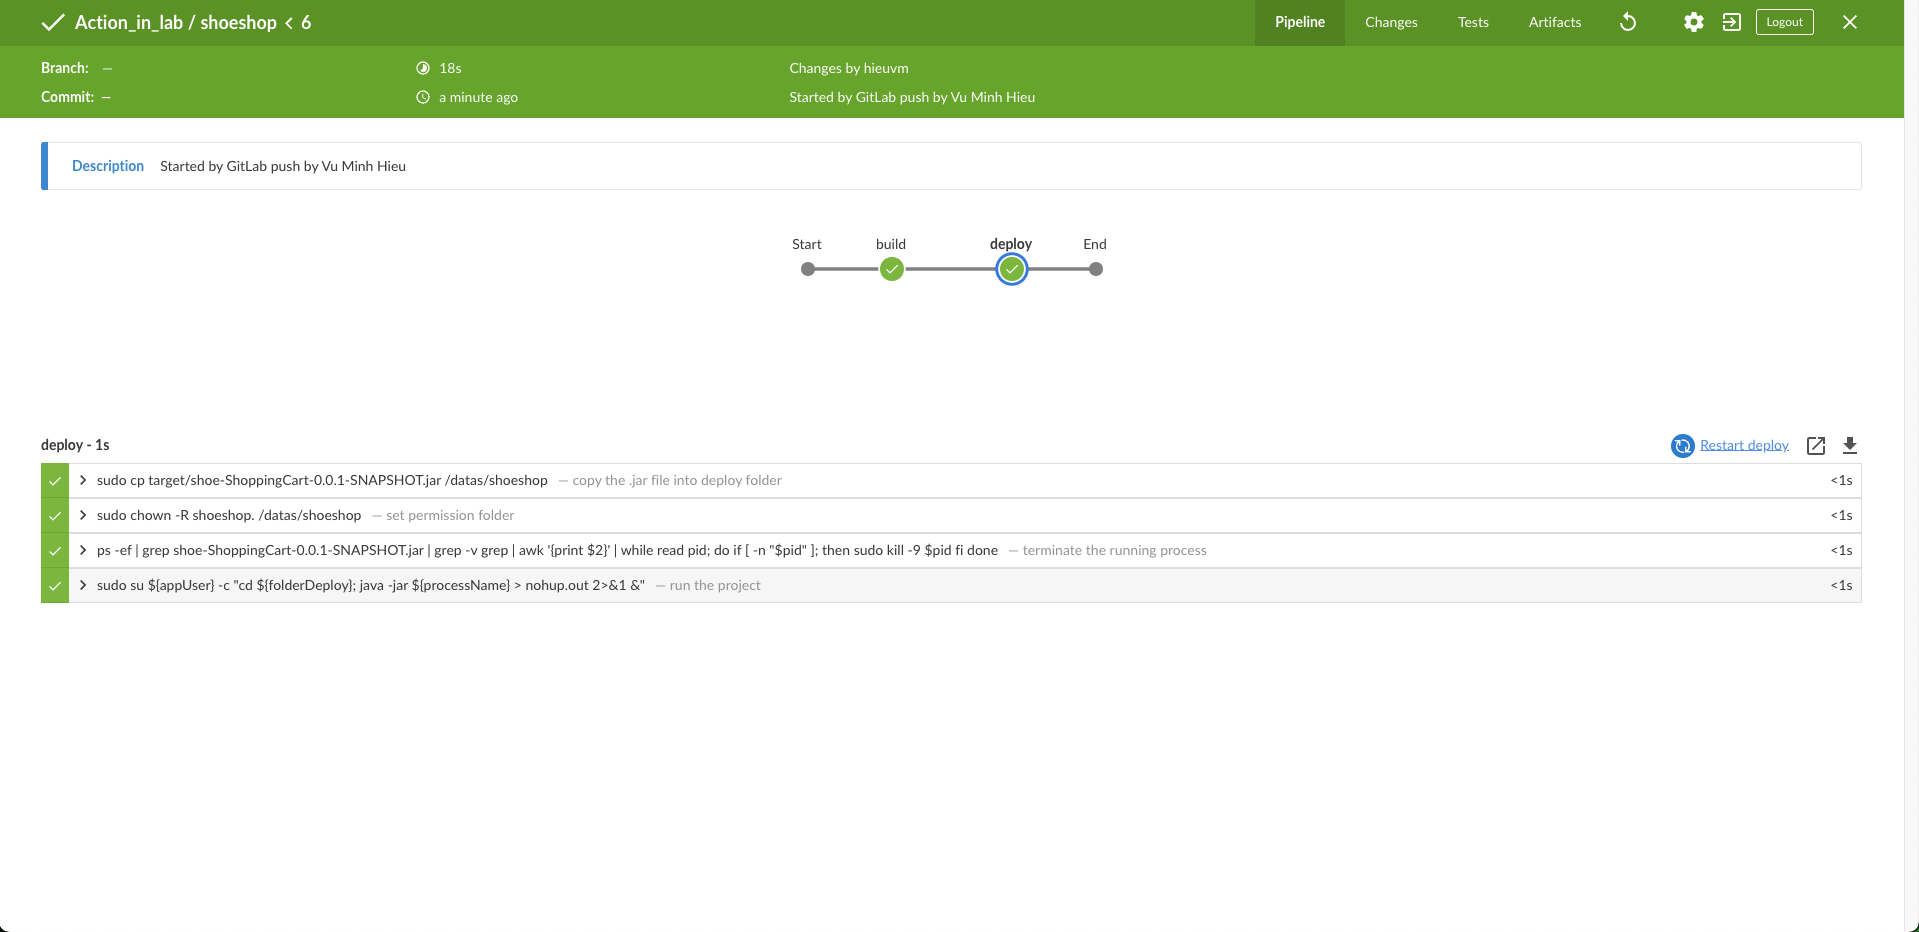 Action_in_lab / shoeshop < 6
Pipeline
Changes
Tests
Artifacts
Logout
Branch: —
18s
Changes by hieuvm
Commit: —
a minute ago
Started by GitLab push by Vu Minh Hieu
Description Started by GitLab push by Vu Minh Hieu
Start
build
deploy
End
deploy - 1s
Restart deploy
sudo cp target/shoe-ShoppingCart-0.0.1-SNAPSHOT.jar /datas/shoeshop — copy the .jar file into deploy folder <1s
sudo chown -R shoeshop. /datas/shoeshop — set permission folder <1s
ps -ef | grep shoe-ShoppingCart-0.0.1-SNAPSHOT.jar | grep -v grep | awk '{print $2}' | while read pid; do if [ -n "$pid" ]; then sudo kill -9 $pid fi done — terminate the running process <1s
sudo su ${appUser} -c "cd ${folderDeploy}; java -jar ${processName} > nohup.out 2>&1 &" — run the project <1s